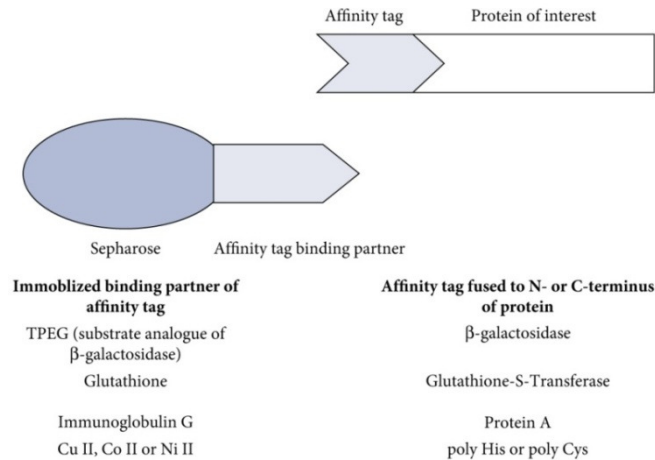 Affinity tag
Protein of interest
Sepharose
Affinity tag binding partner
Immoblized binding partner of
affinity tag
Affinity tag fused to N- or C-terminus
of protein
TPEG (substrate analogue of
β-galactosidase)
β-galactosidase
Glutathione
Glutathione-S-Transferase
Immunoglobulin G
Protein A
Cu II, Co II or Ni II
poly His or poly Cys